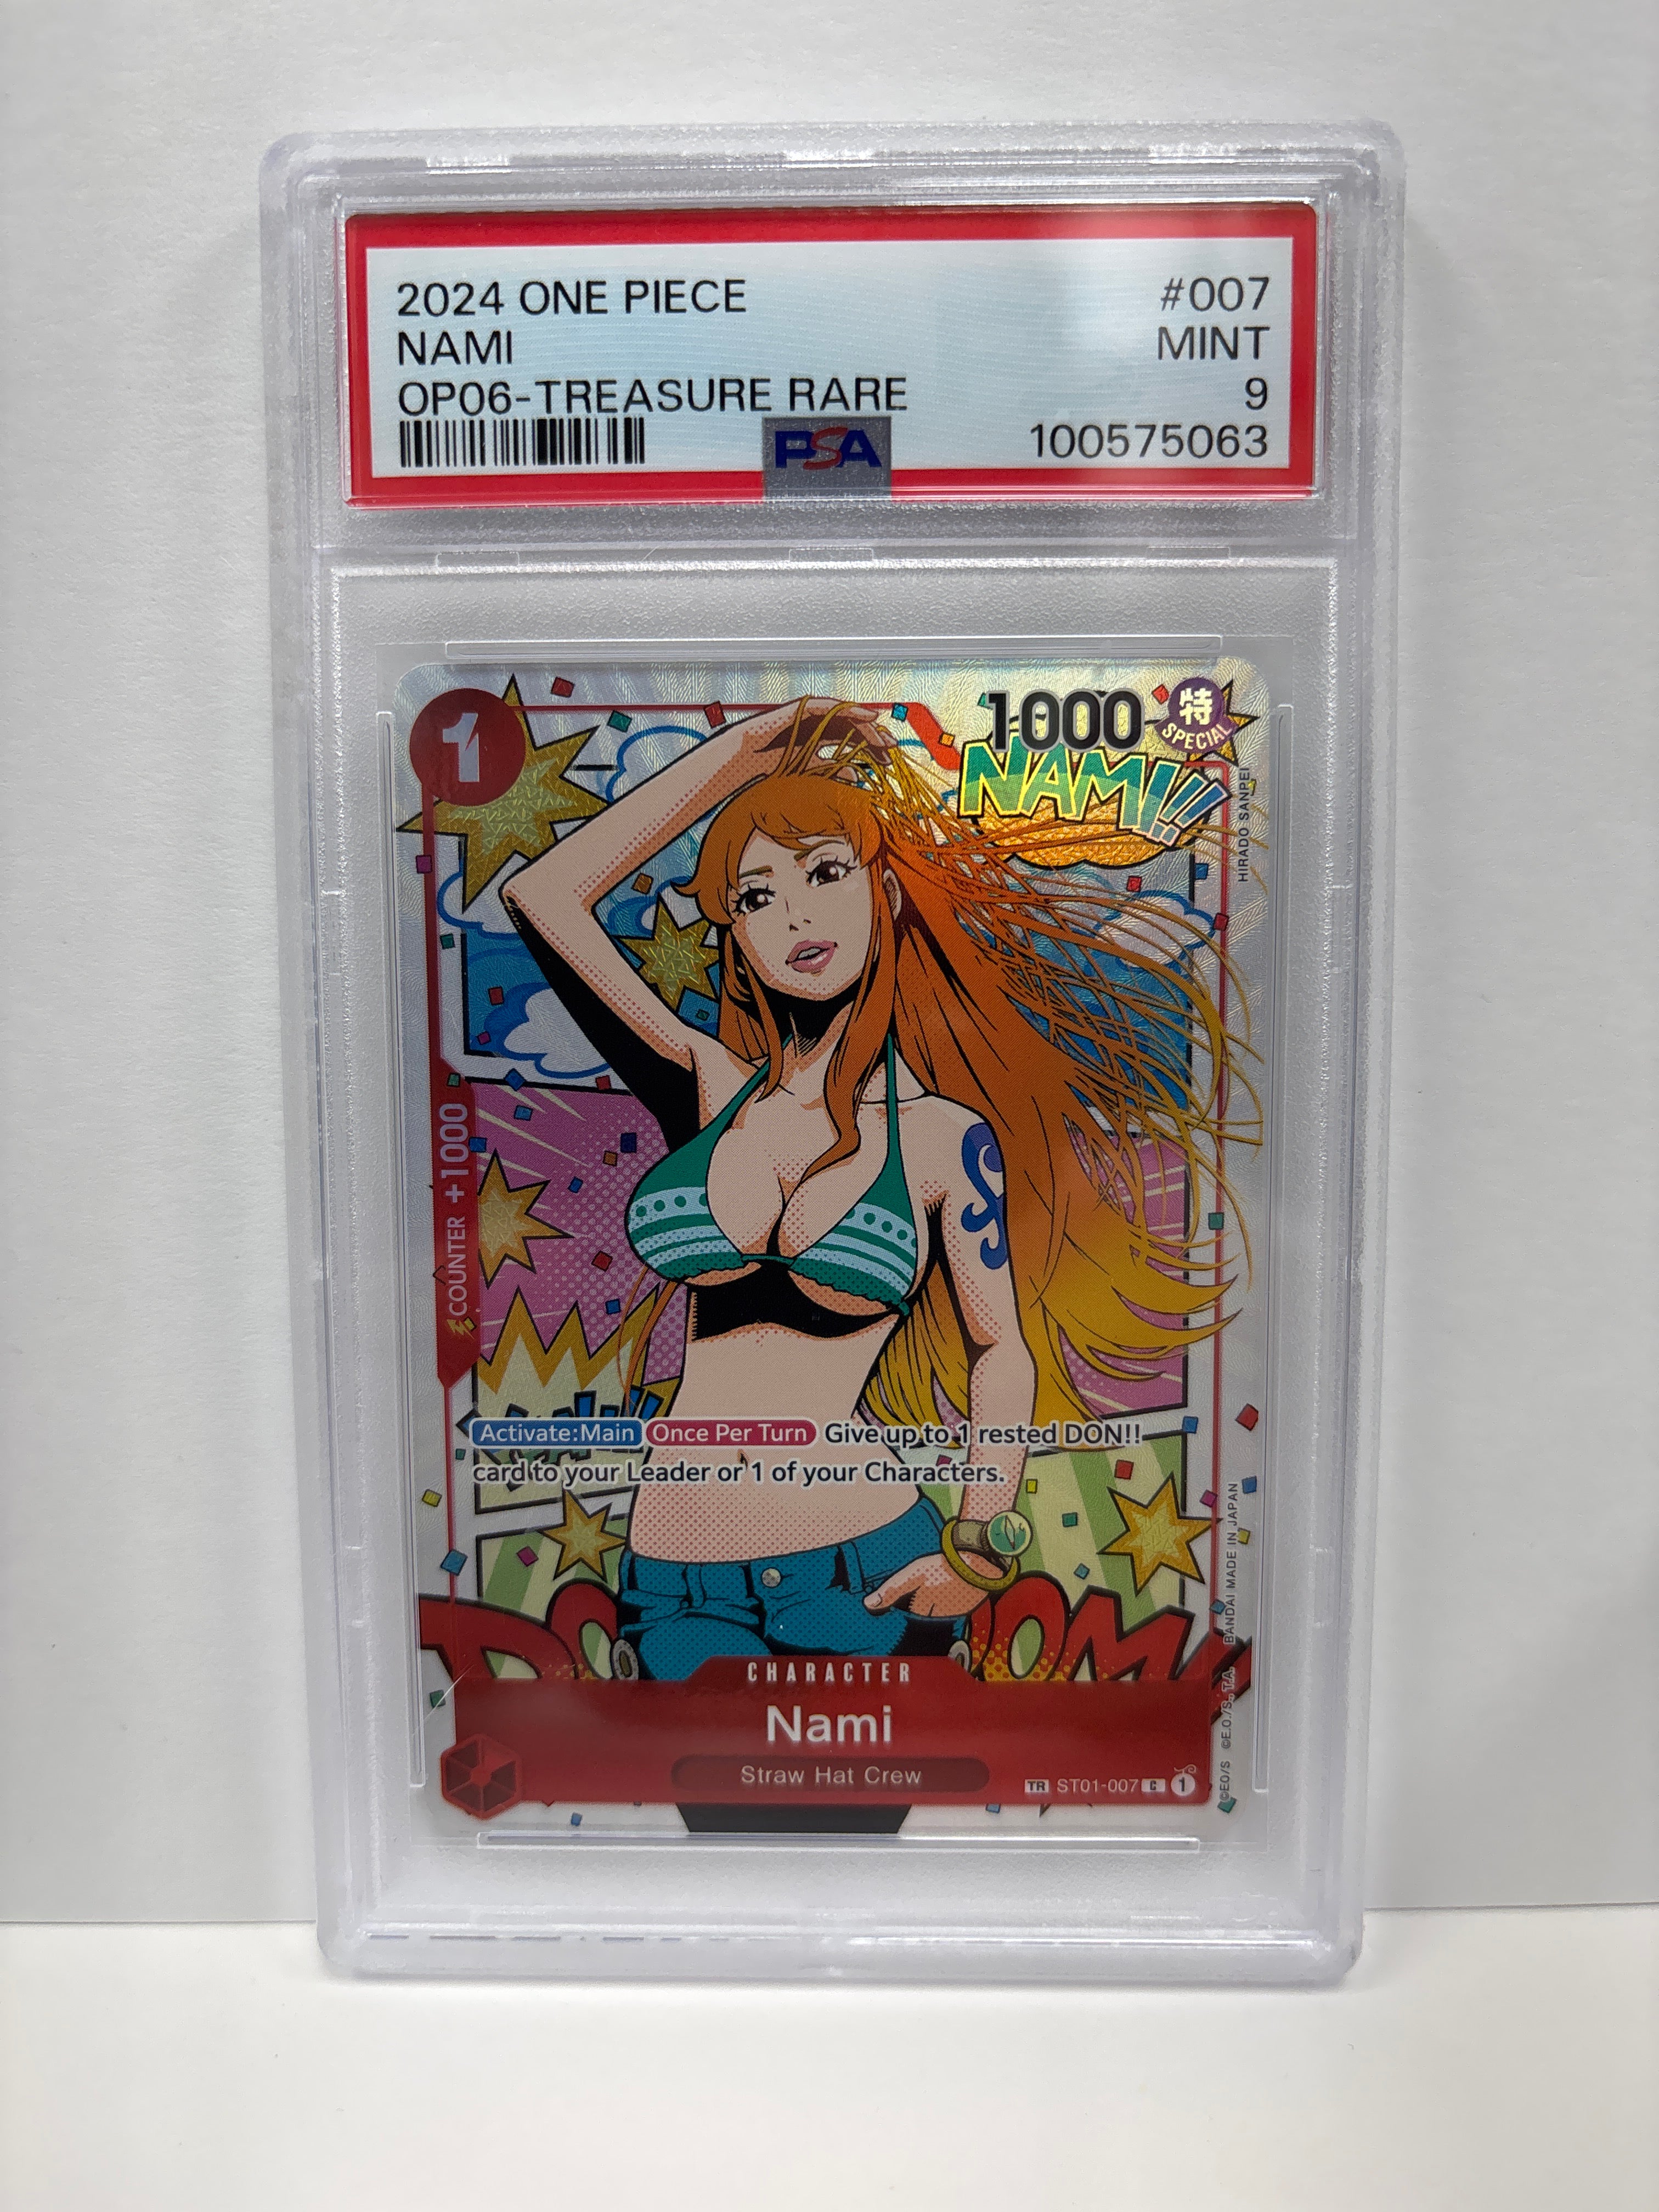 2024 ONE PIECE #007
NAMI MINT
OP06-TREASURE RARE 9
PSA 100575063
1
1000
特
SPECIAL
NAMI!!
HIRADO SANPEI
COUNTER +1000
Activate:Main Once Per Turn Give up to 1 rested DON!!
card to your Leader or 1 of your Characters.
BANDAI MADE IN JAPAN
©E.O./S., T.A.
©EO/S
CHARACTER
Nami
Straw Hat Crew
TR ST01-007 C 1